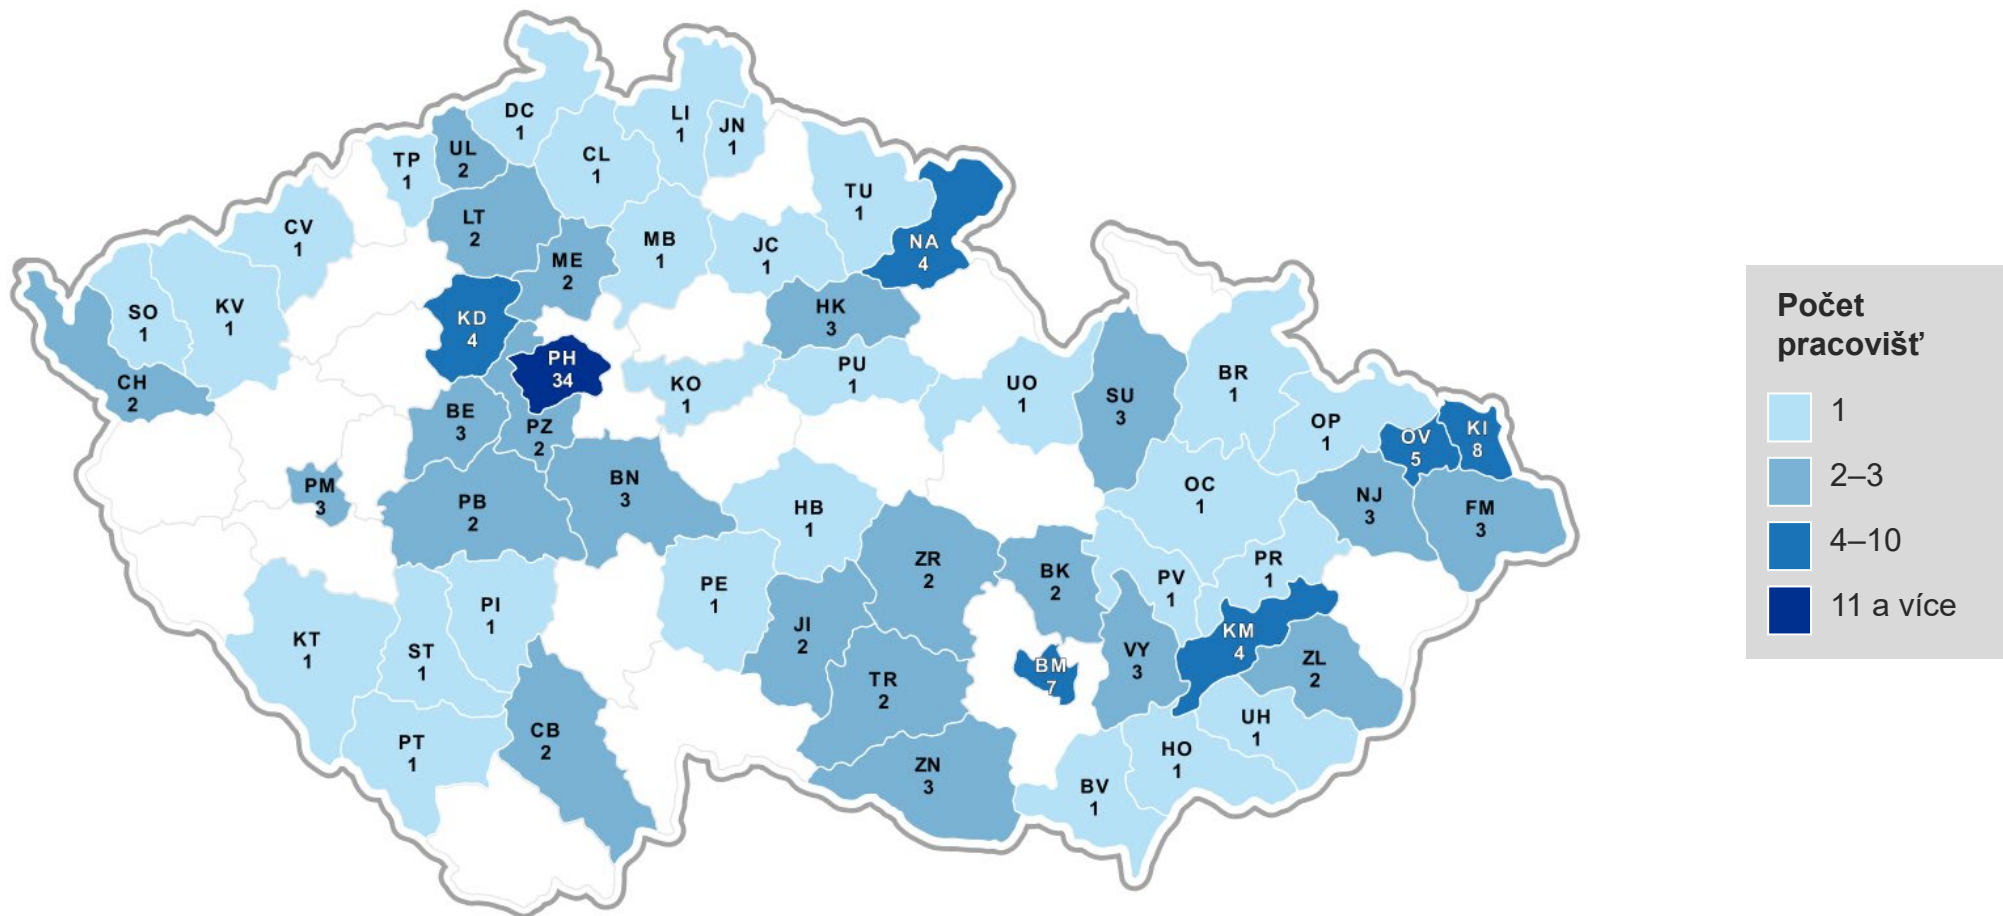 DC
1
LI
1
JN
1
UL
2
TP
1
CL
1
TU
1
CV
1
LT
2
MB
1
JC
1
NA
4
ME
2
SO
1
KV
1
KD
4
HK
3
PH
34
CH
2
KO
1
PU
1
UO
1
SU
3
BR
1
BE
3
PZ
2
OP
1
OV
5
KI
8
PM
3
PB
2
BN
3
HB
1
OC
1
NJ
3
FM
3
ZR
2
BK
2
PV
1
PR
1
PE
1
PI
1
KT
1
ST
1
JI
2
TR
2
BM
7
VY
3
KM
4
ZL
2
PT
1
CB
2
ZN
3
BV
1
HO
1
UH
1
Počet
pracovišť
1
2–3
4–10
11 a více